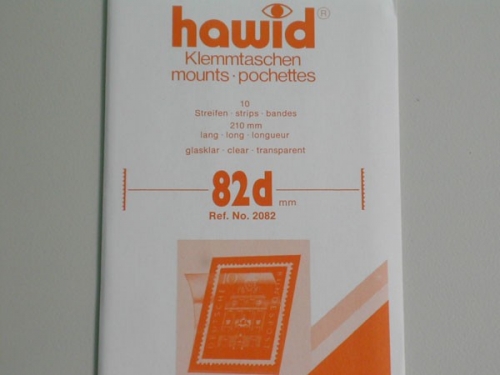 hawid®
Klemmtaschen
mounts · pochettes
10
Streifen · strips · bandes
210 mm
lang · long · longueur
glasklar · clear · transparent
82d mm
Ref. No. 2082